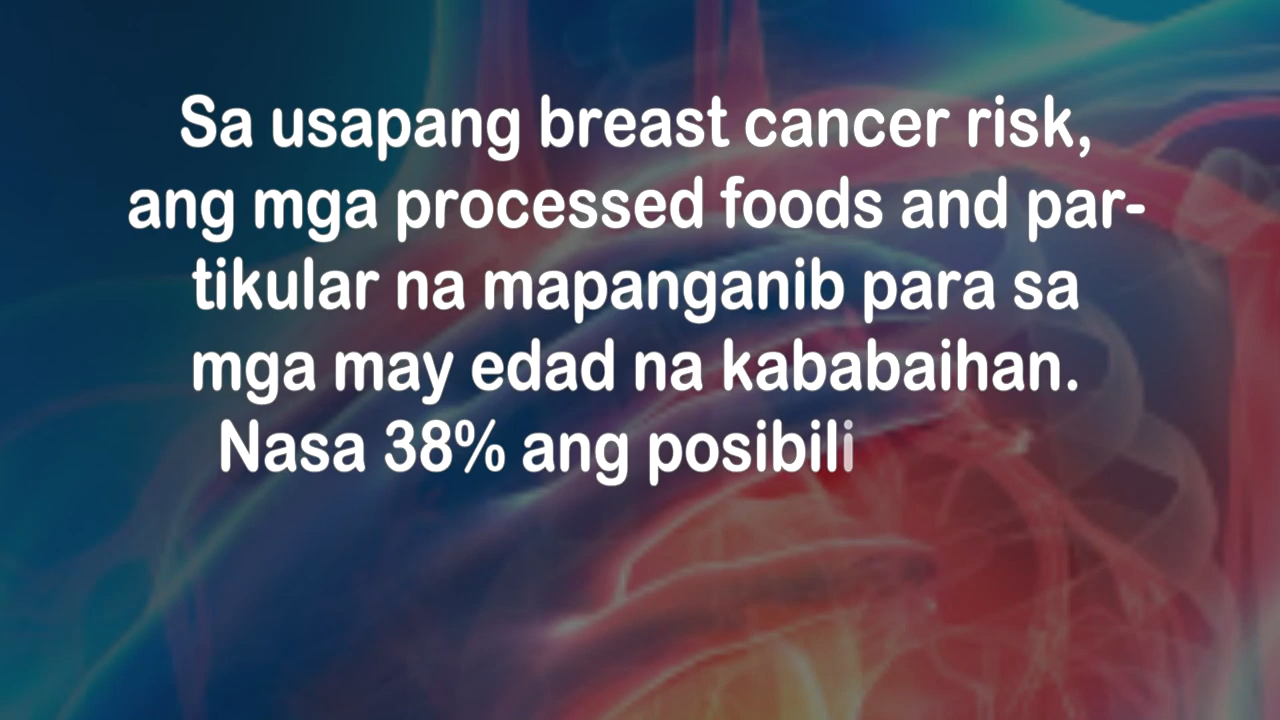 Sa usapang breast cancer risk,
ang mga processed foods and par-
tikular na mapanganib para sa
mga may edad na kababaihan.
Nasa 38% ang posibili